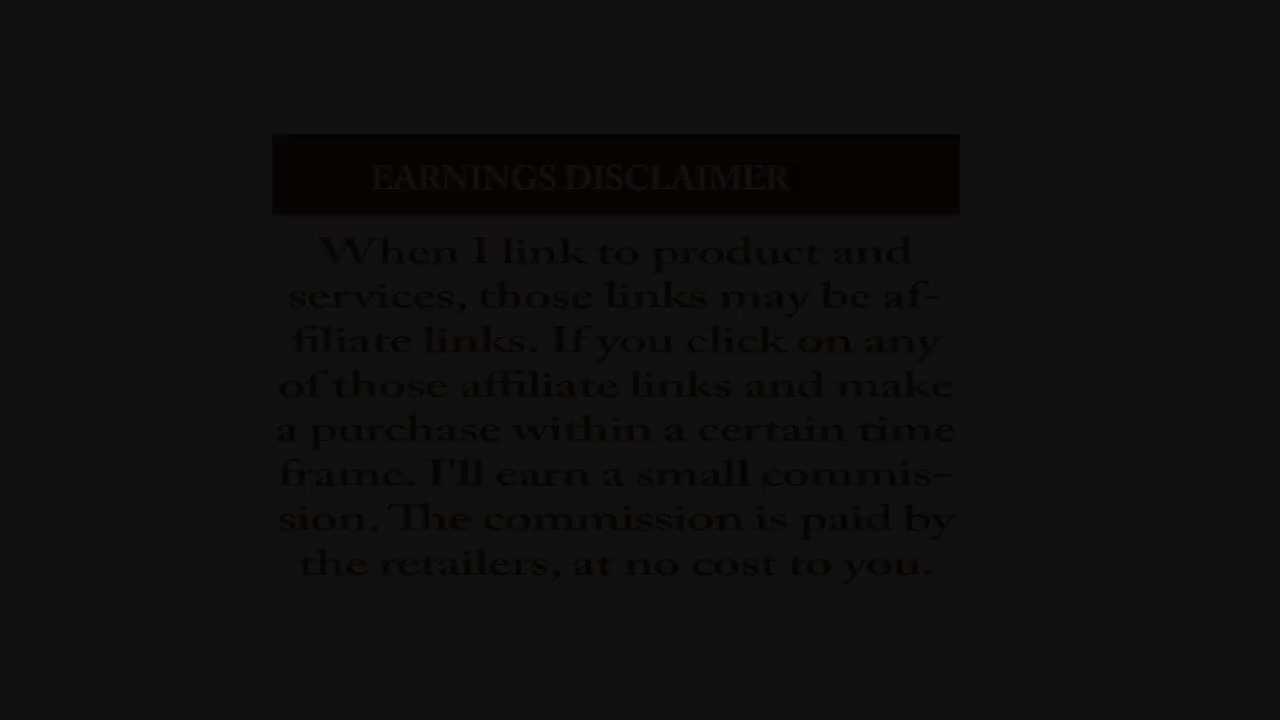 EARNINGS DISCLAIMER
When I link to product and
services, those links may be af-
filiate links. If you click on any
of those affiliate links and make
a purchase within a certain time
frame. I'll earn a small commis-
sion. The commission is paid by
the retailers, at no cost to you.